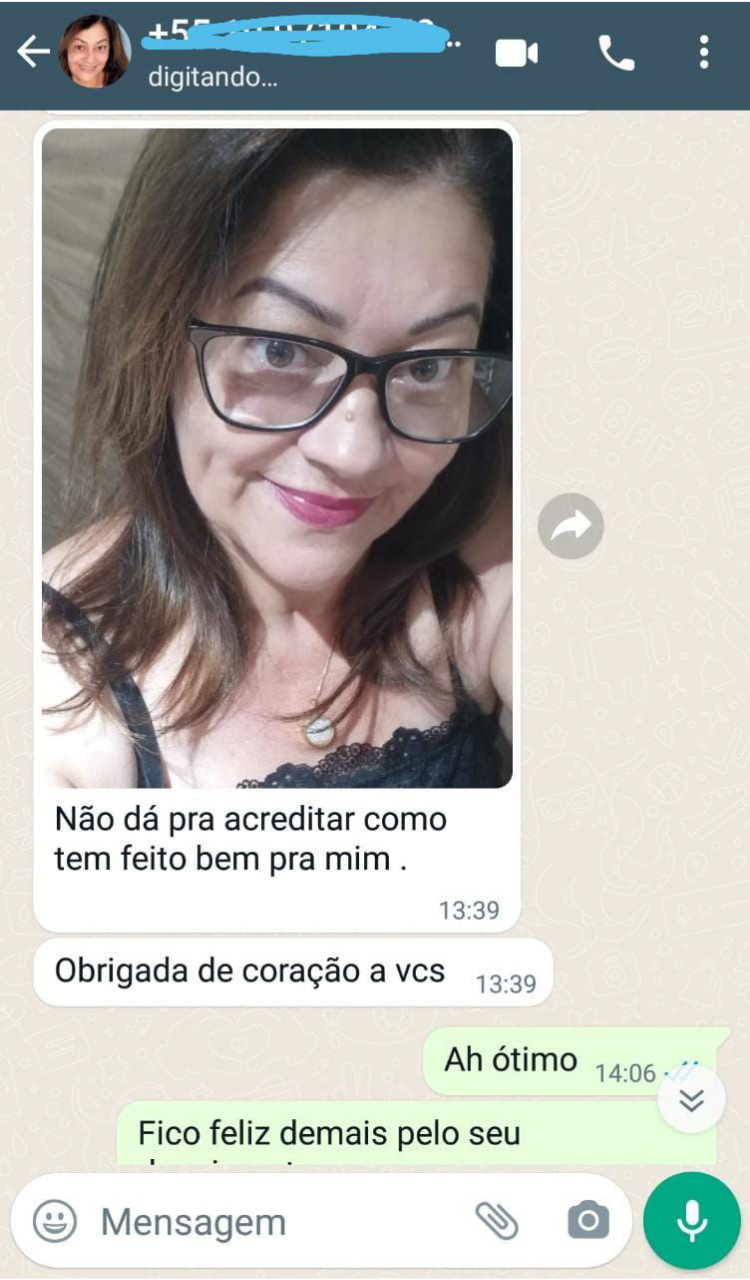 digitando...
Não dá pra acreditar como
tem feito bem pra mim .
13:39
Obrigada de coração a vcs
13:39
Ah ótimo
14:06
Fico feliz demais pelo seu
Mensagem